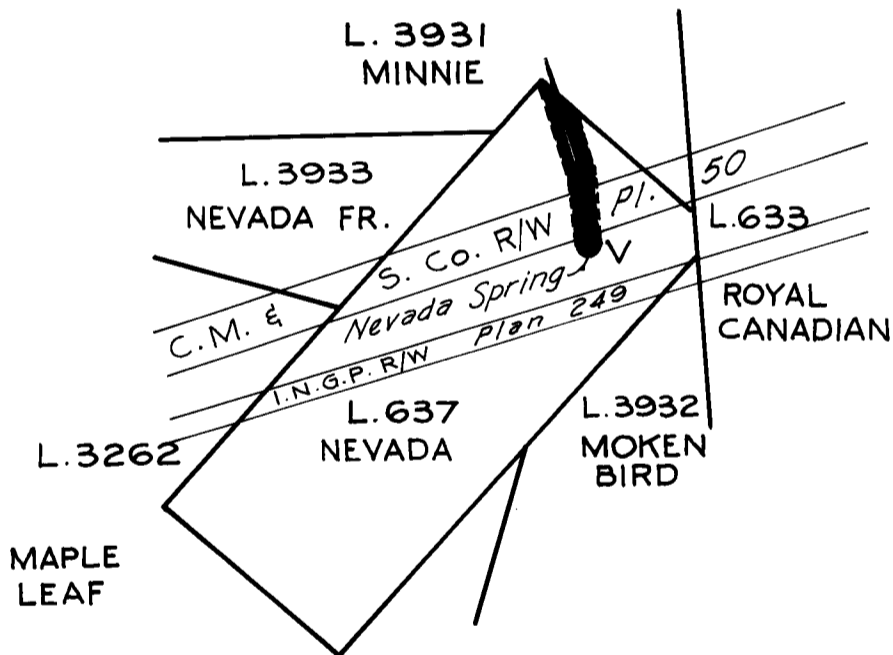 L. 3931
MINNIE
L. 3933
NEVADA FR.
C.M. & S. Co. R/W Pl. 50
L. 633
Nevada Spring
V
ROYAL
CANADIAN
I.N.G.P. R/W Plan 249
L. 637
NEVADA
L. 3932
MOKEN
BIRD
L. 3262
MAPLE
LEAF